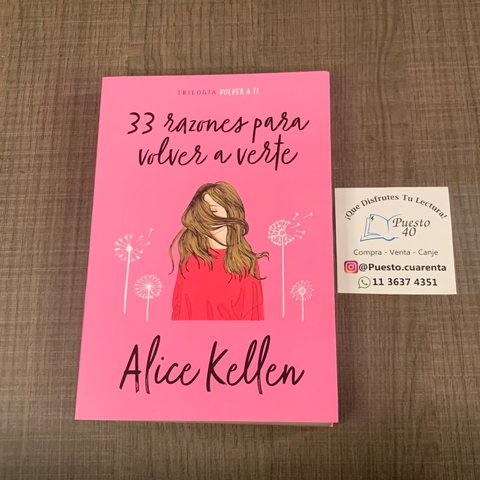 TRILOGÍA VOLVER A TI
33 razones para
volver a verte
Alice Kellen
¡Que Disfrutes Tu Lectura!
Puesto
40
Compra - Venta - Canje
@Puesto.cuarenta
11 3637 4351